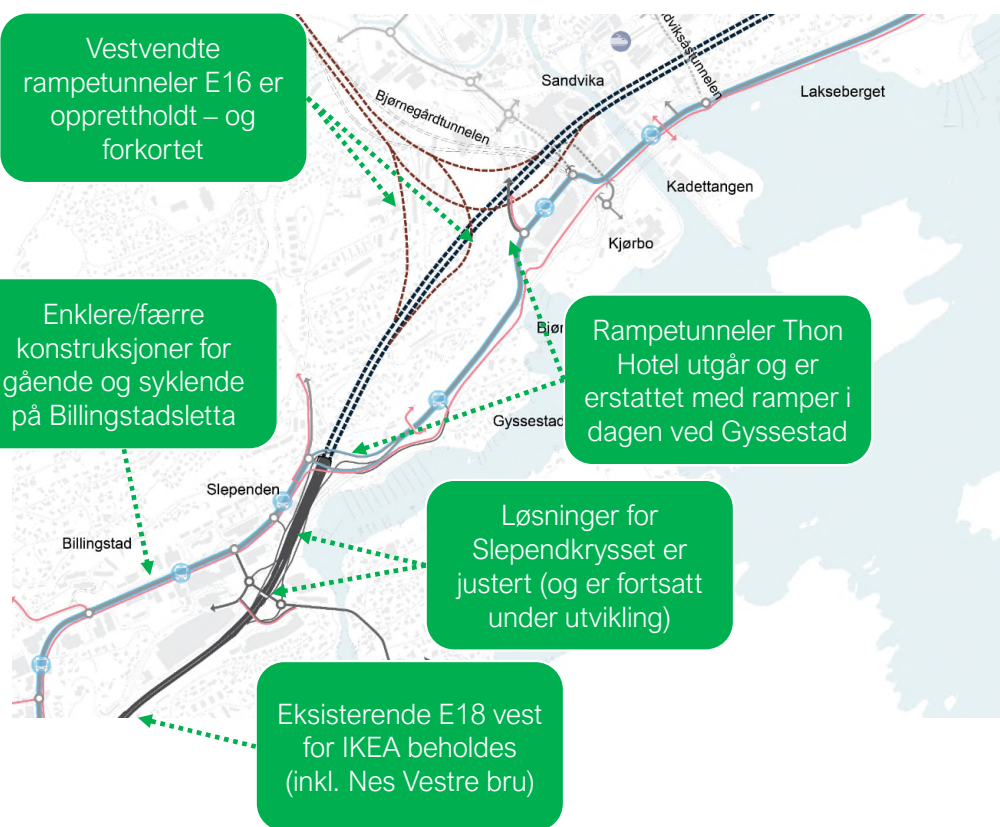 Vestvendte
rampetunneler E16 er
opprettholdt – og
forkortet
Sandvika
Lakseberget
Bjørnegårdtunnelen
Kadettangen
Kjørbo
Enklere/færre
konstruksjoner for
gående og syklende
på Billingstadsletta
Rampetunneler Thon
Hotel utgår og er
erstattet med ramper i
dagen ved Gyssestad
Gyssestad
Slependen
Billingstad
Løsninger for
Slependkrysset er
justert (og er fortsatt
under utvikling)
Eksisterende E18 vest
for IKEA beholdes
(inkl. Nes Vestre bru)